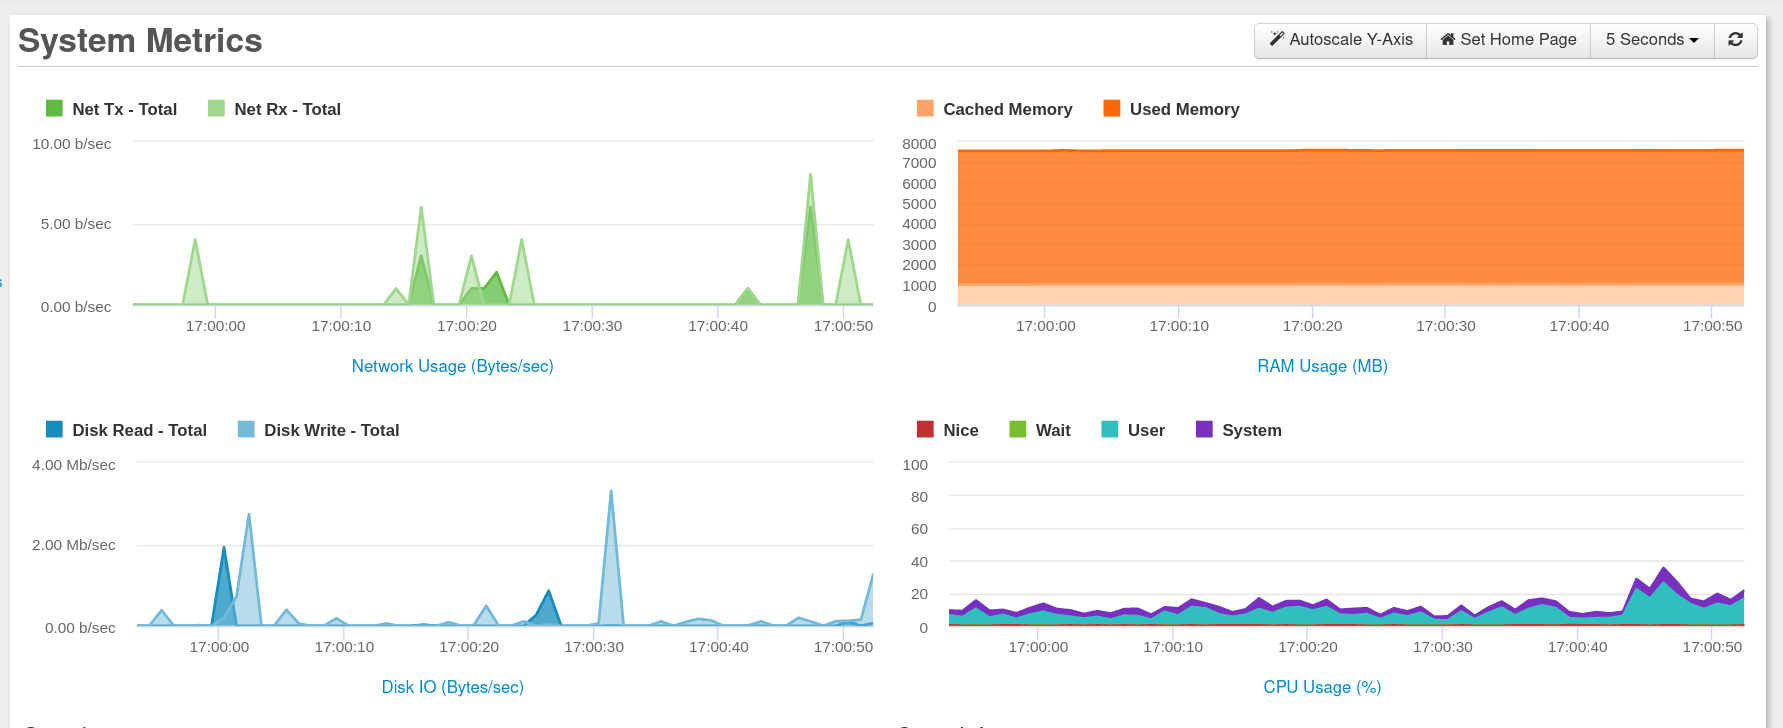 System Metrics
Autoscale Y-Axis Set Home Page 5 Seconds
Net Tx - Total Net Rx - Total
10.00 b/sec
5.00 b/sec
0.00 b/sec
17:00:00 17:00:10 17:00:20 17:00:30 17:00:40 17:00:50
Network Usage (Bytes/sec)
Cached Memory Used Memory
8000
7000
6000
5000
4000
3000
2000
1000
0
17:00:00 17:00:10 17:00:20 17:00:30 17:00:40 17:00:50
RAM Usage (MB)
Disk Read - Total Disk Write - Total
4.00 Mb/sec
2.00 Mb/sec
0.00 b/sec
17:00:00 17:00:10 17:00:20 17:00:30 17:00:40 17:00:50
Disk IO (Bytes/sec)
Nice Wait User System
100
80
60
40
20
0
17:00:00 17:00:10 17:00:20 17:00:30 17:00:40 17:00:50
CPU Usage (%)